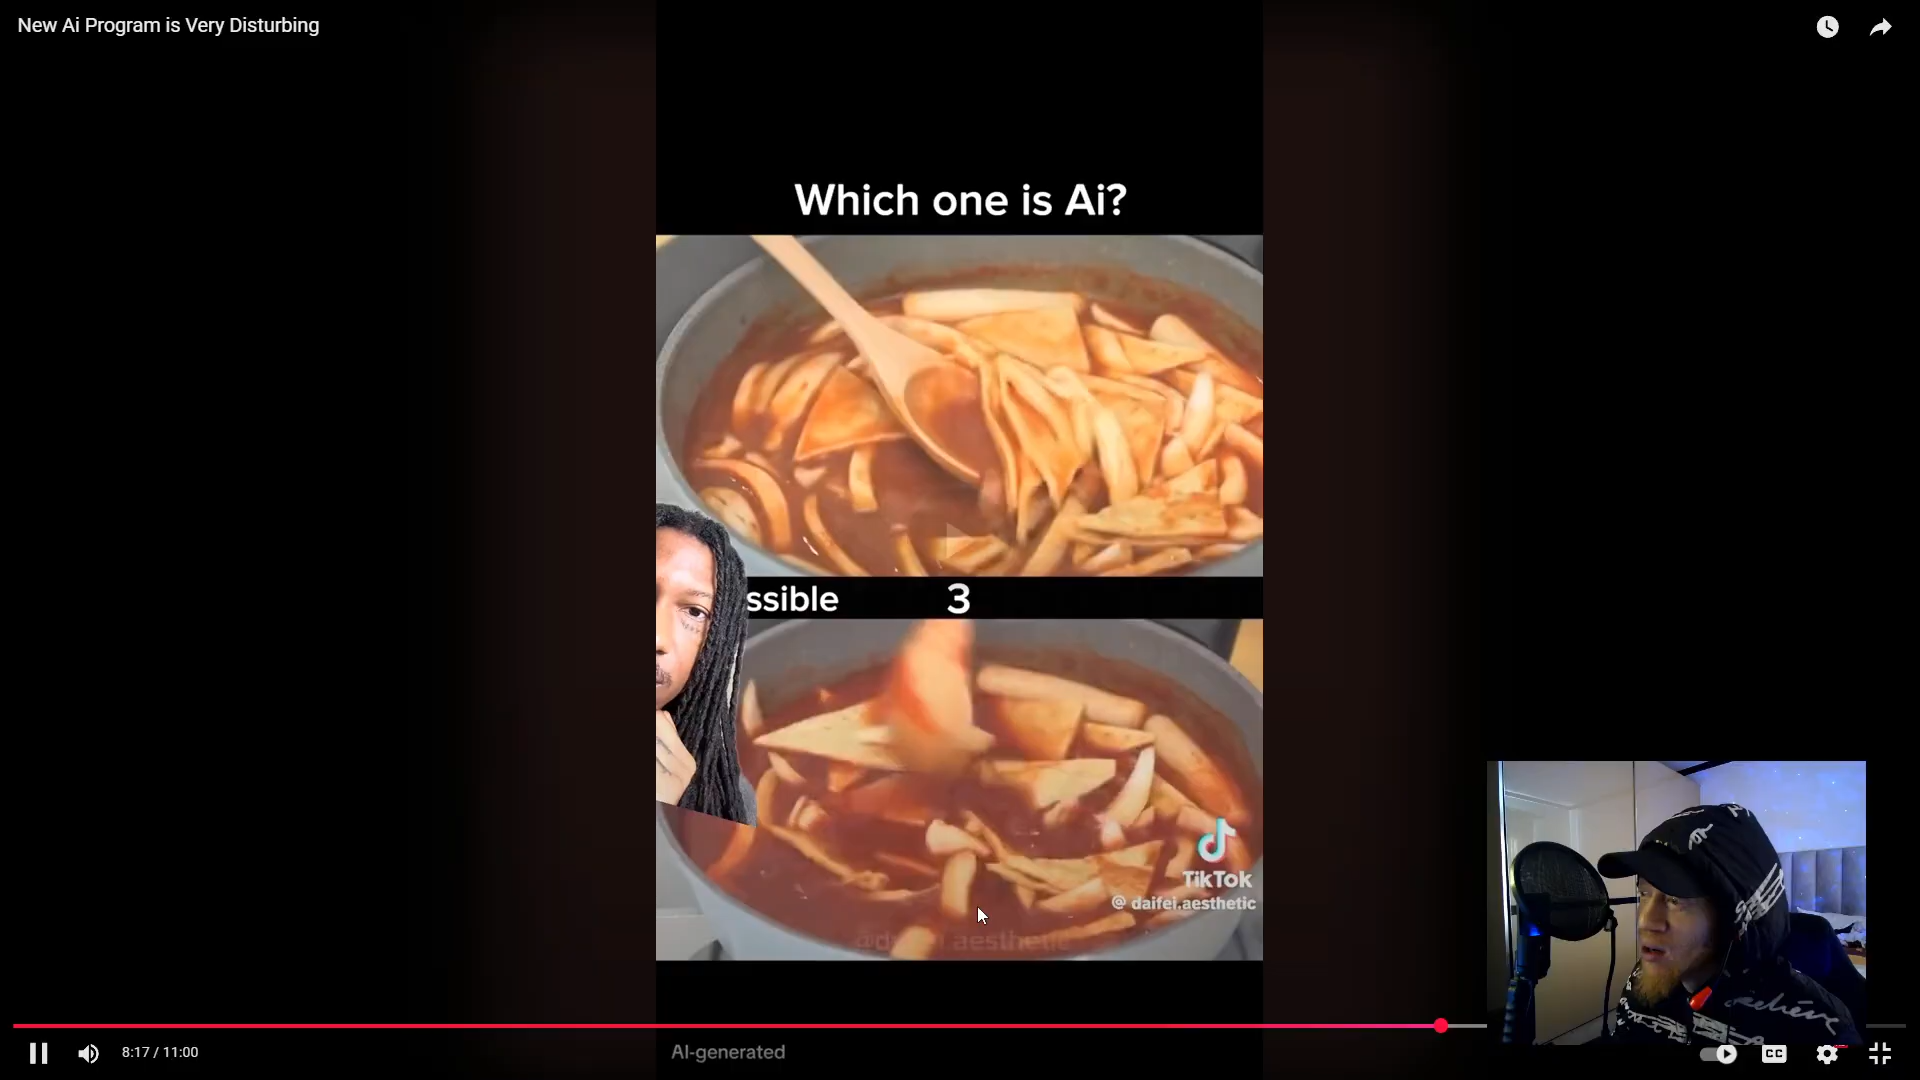 New Ai Program is Very Disturbing
Which one is Ai?
ssible 3
TikTok
@ daifei.aesthetic
8:17 / 11:00
AI-generated
CC